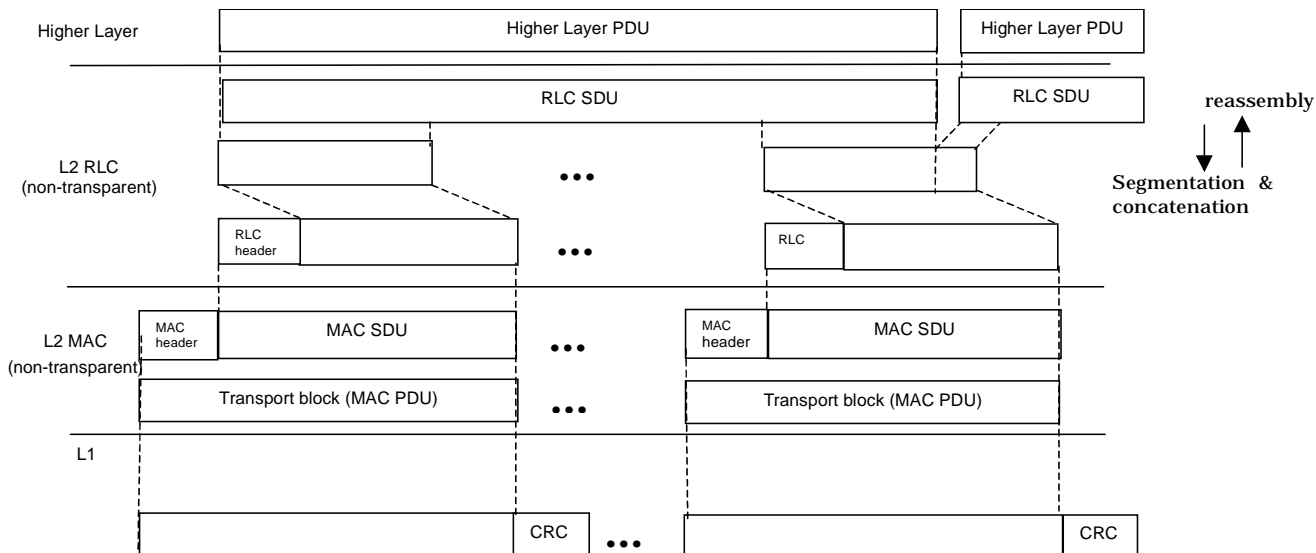 Higher Layer
Higher Layer PDU
Higher Layer PDU
RLC SDU
RLC SDU
reassembly
L2 RLC
(non-transparent)
•••
Segmentation &
concatenation
RLC
header
•••
RLC
L2 MAC
(non-transparent)
MAC
header
MAC SDU
•••
MAC
header
MAC SDU
Transport block (MAC PDU)
•••
Transport block (MAC PDU)
L1
CRC
•••
CRC